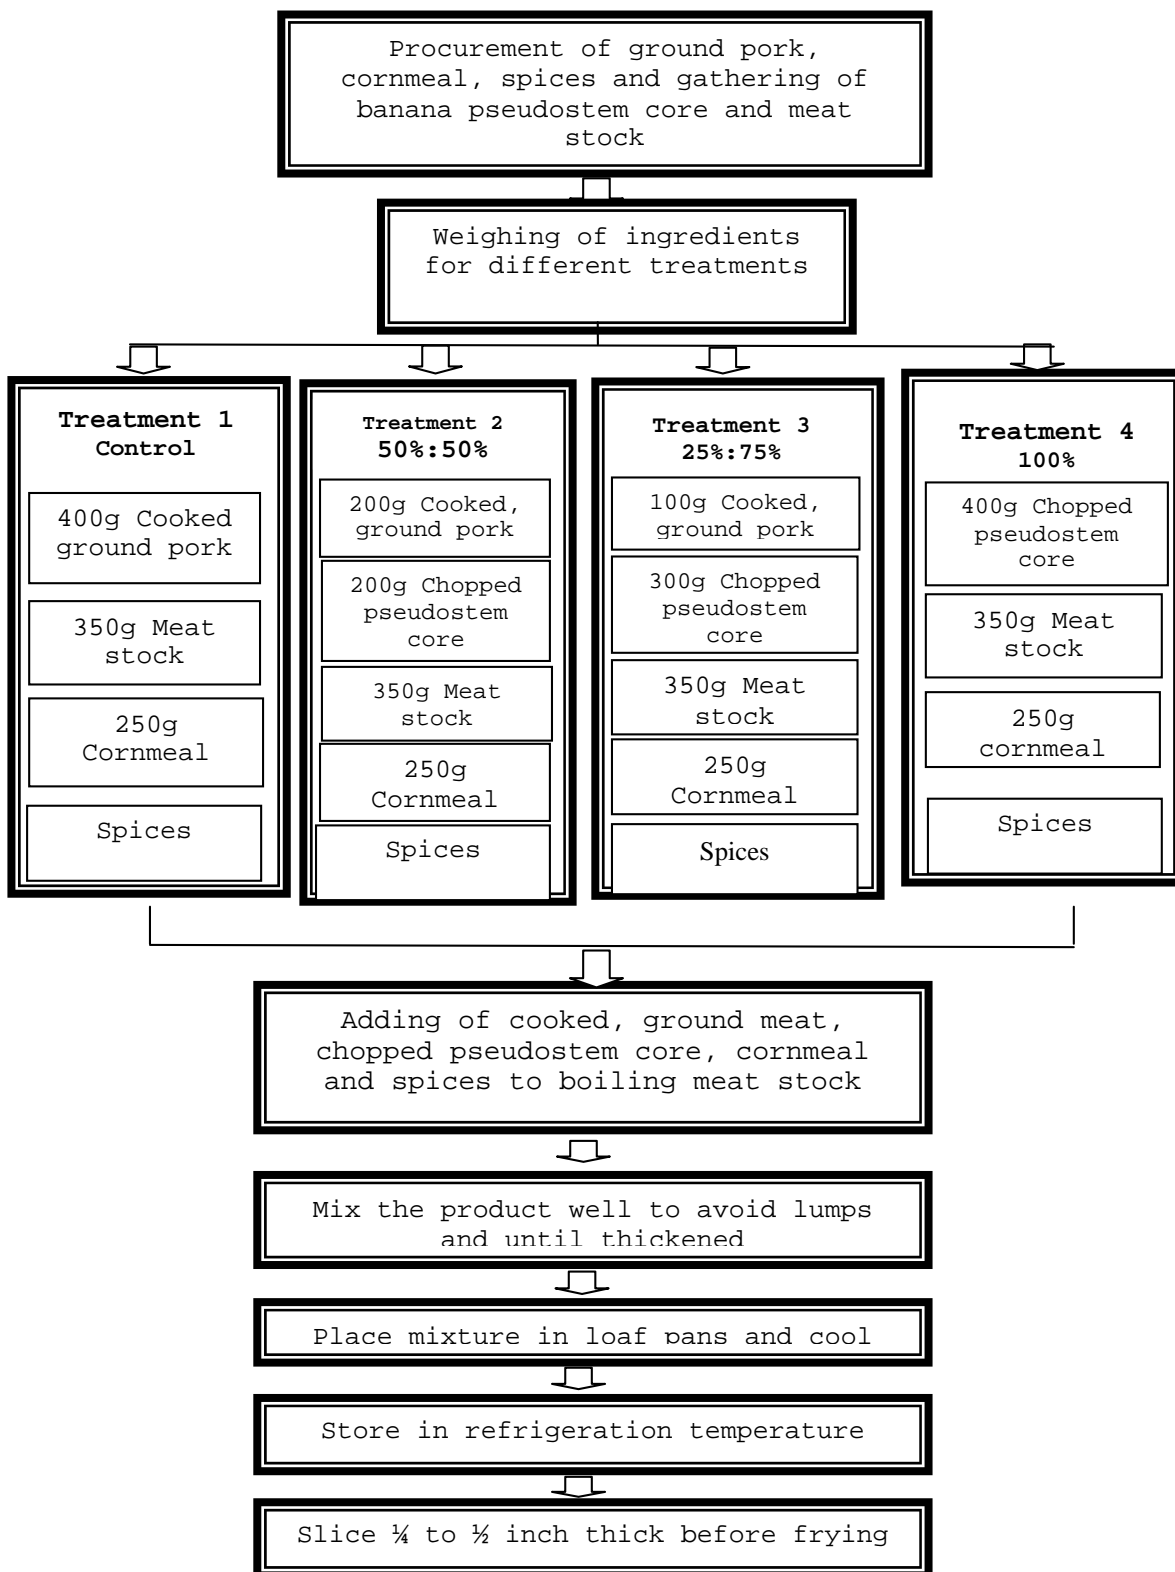 Procurement of ground pork,
cornmeal, spices and gathering of
banana pseudostem core and meat
stock
Weighing of ingredients
for different treatments
Treatment 1
Control
400g Cooked
ground pork
350g Meat
stock
250g
Cornmeal
Spices
Treatment 2
50%:50%
200g Cooked,
ground pork
200g Chopped
pseudostem
core
350g Meat
stock
250g
Cornmeal
Spices
Treatment 3
25%:75%
100g Cooked,
ground pork
300g Chopped
pseudostem
core
350g Meat
stock
250g
Cornmeal
Spices
Treatment 4
100%
400g Chopped
pseudostem
core
350g Meat
stock
250g
cornmeal
Spices
Adding of cooked, ground meat,
chopped pseudostem core, cornmeal
and spices to boiling meat stock
Mix the product well to avoid lumps
and until thickened
Place mixture in loaf pans and cool
Store in refrigeration temperature
Slice ¼ to ½ inch thick before frying